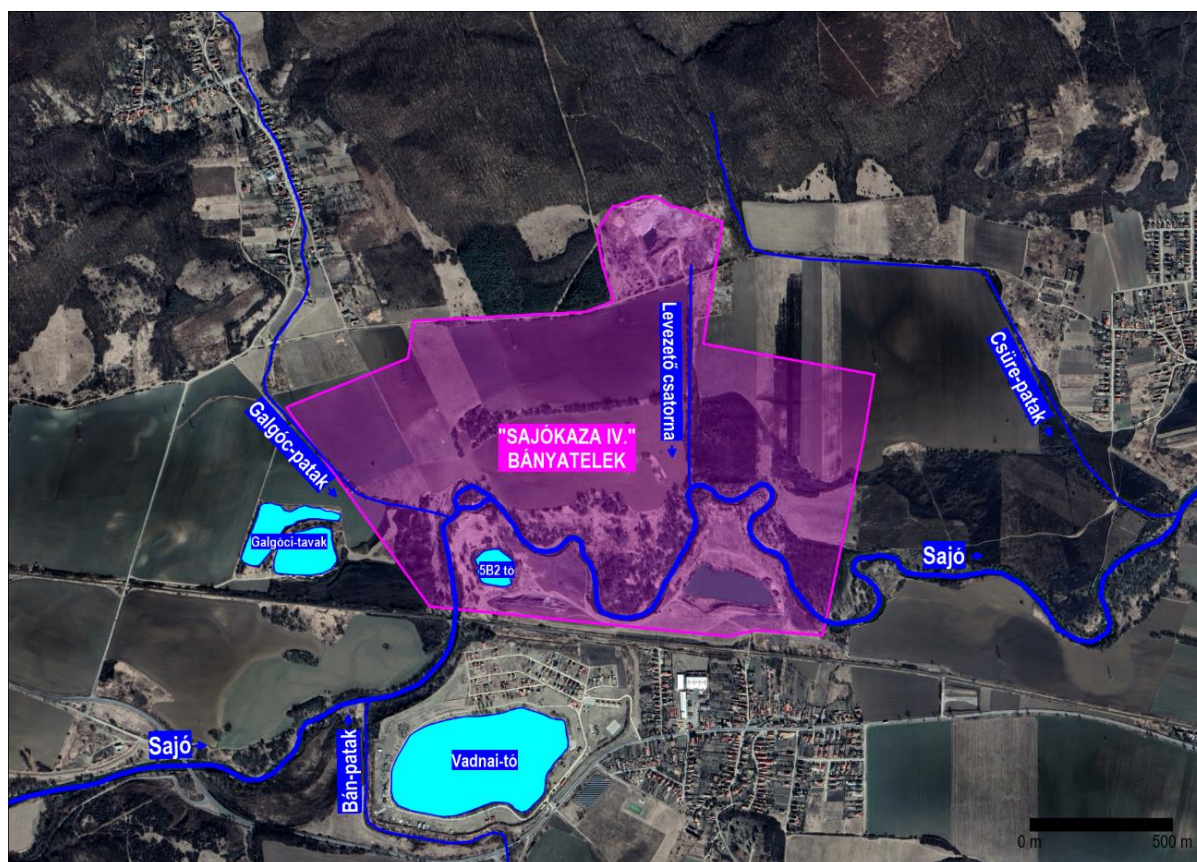 Levezető csatorna
Csüre-patak
Galgóc-patak
"SAJÓKAZA IV."
BÁNYATELEK
Galgóci-tavak
5B2 tó
Sajó
Sajó
Bán-patak
Vadnai-tó
0 m
500 m